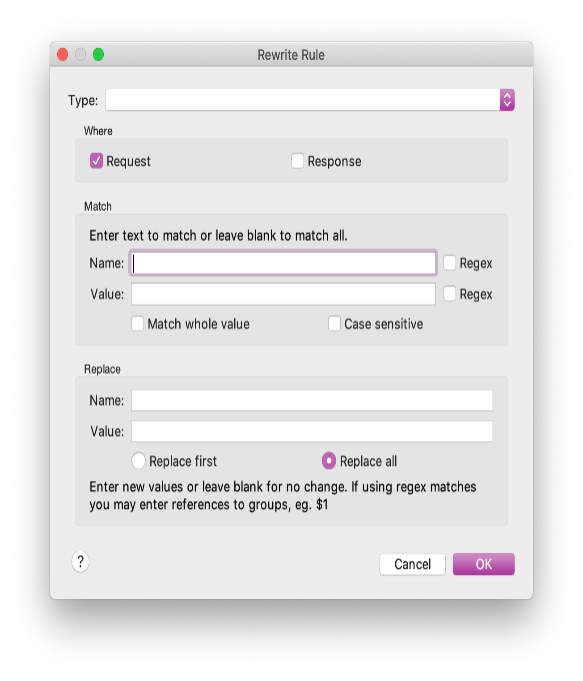 Rewrite Rule
Type:
Where
Request
Response
Match
Enter text to match or leave blank to match all.
Name:
Regex
Value:
Regex
Match whole value
Case sensitive
Replace
Name:
Value:
Replace first
Replace all
Enter new values or leave blank for no change. If using regex matches
you may enter references to groups, eg. $1
?
Cancel
OK